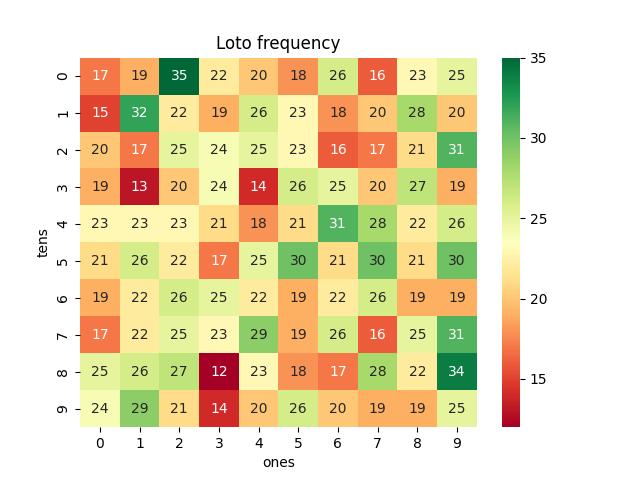 Loto frequency
0 17 19 35 22 20 18 26 16 23 25
1 15 32 22 19 26 23 18 20 28 20
2 20 17 25 24 25 23 16 17 21 31
3 19 13 20 24 14 26 25 20 27 19
4 23 23 23 21 18 21 31 28 22 26
5 21 26 22 17 25 30 21 30 21 30
6 19 22 26 25 22 19 22 26 19 19
7 17 22 25 23 29 19 26 16 25 31
8 25 26 27 12 23 18 17 28 22 34
9 24 29 21 14 20 26 20 19 19 25
0 1 2 3 4 5 6 7 8 9
tens
ones
35
30
25
20
15